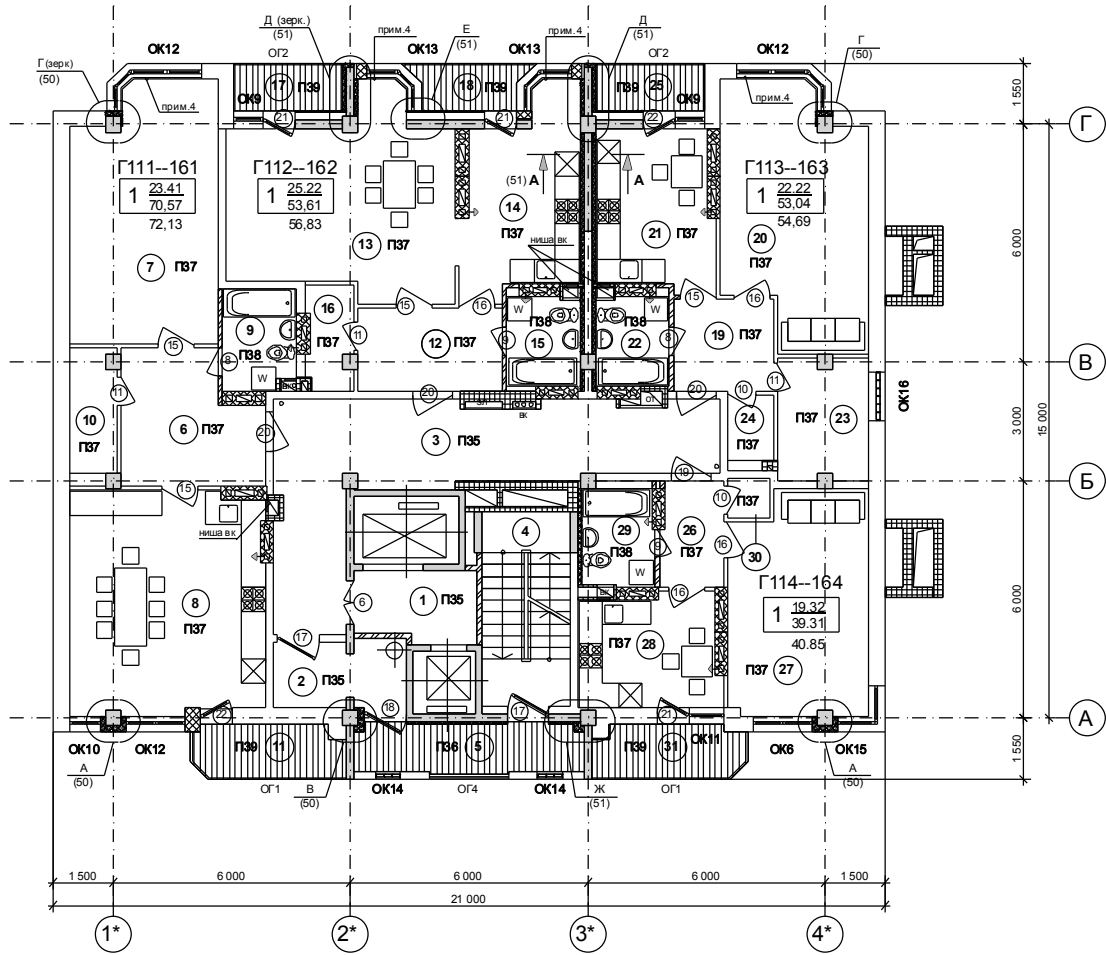 Д (зерк.)
(51)
прим.4
Е
(51)
прим.4
Д
(51)
ОК12
ОГ2
ОК13
ОК13
ОГ2
ОК12
Г
(50)
Г(зерк)
(50)
прим.4
17
П39
18
П39
П39
25
прим.4
1 550
ОК9
ОК9
21
21
22
Г
Г111--161
1
23.41
70,57
72,13
Г112--162
1
25.22
53,61
56,83
Г113--163
1
22.22
53,04
54,69
(51)
А
А
14
П37
13
П37
21
П37
20
П37
6 000
ниша вк
7
П37
16
П37
9
П38
W
15
16
W
П38
15
П38
22
W
15
16
11
12
П37
9
8
19
П37
15
8
В
вк
11
20
20
10
11
ОК16
10
П37
6
П37
20
эл
вк
от
3
П35
24
П37
П37
23
3 000
15 000
19
Б
15
10
П37
ниша вк
4
29
П38
W
26
П37
9
16
30
Г114--164
1
19.32
39.31
40.85
8
П37
6
1
П35
вк
16
17
П37
28
П37
27
6 000
2
П35
22
18
17
21
А
ОК10
ОК12
П39
11
П36
5
П39
31
ОК11
ОК6
ОК15
1 550
А
(50)
ОГ1
В
(50)
ОК14
ОГ4
ОК14
Ж
(51)
ОГ1
А
(50)
1 500
6 000
6 000
6 000
1 500
21 000
1*
2*
3*
4*